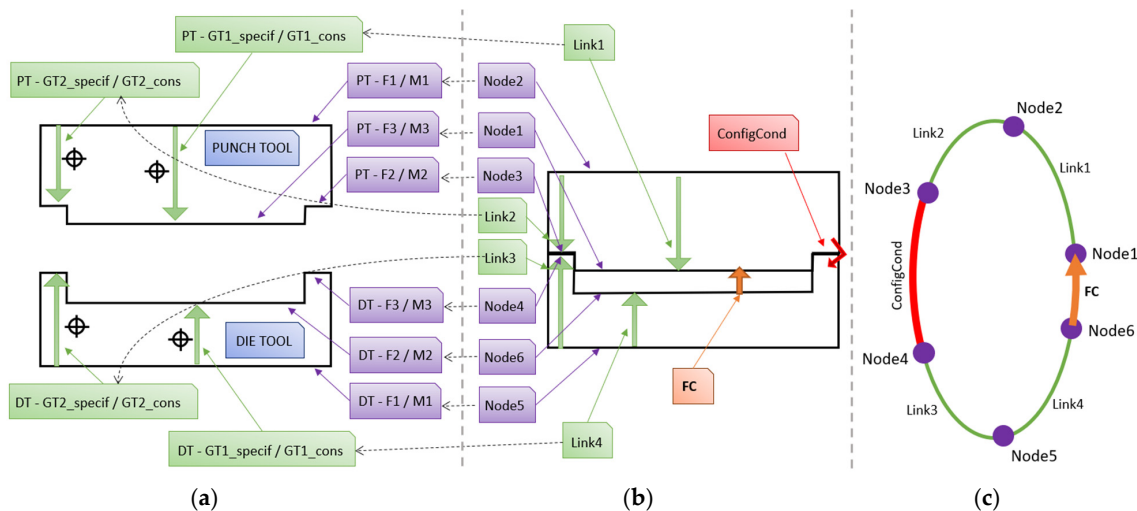 PT - GT1_specif / GT1_cons
PT - GT2_specif / GT2_cons
PUNCH TOOL
PT - F1 / M1
PT - F3 / M3
PT - F2 / M2
DIE TOOL
DT - F3 / M3
DT - F2 / M2
DT - F1 / M1
DT - GT2_specif / GT2_cons
DT - GT1_specif / GT1_cons
(a)
Link1
Node2
Node1
Node3
Link2
Link3
Node4
Node6
Node5
Link4
ConfigCond
FC
(b)
Node2
Link2
Link1
Node3
Node1
ConfigCond
FC
Node6
Node4
Link3
Link4
Node5
(c)